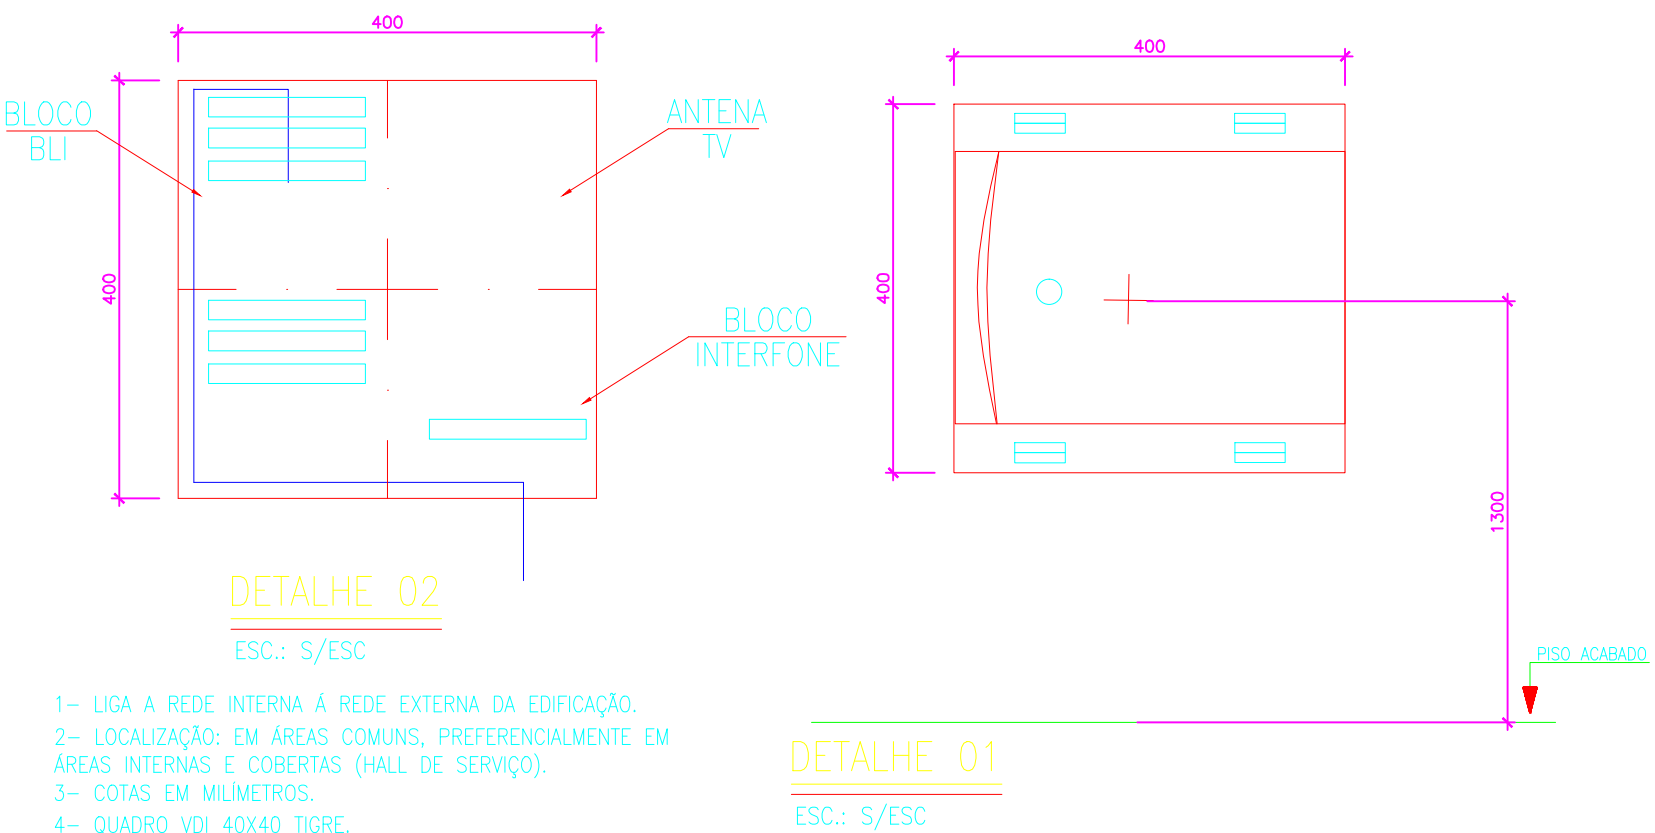 400
400
BLOCO
BLI
ANTENA
TV
400
BLOCO
INTERFONE
DETALHE 02
ESC.: S/ESC
1- LIGA A REDE INTERNA Á REDE EXTERNA DA EDIFICAÇÃO.
2- LOCALIZAÇÃO: EM ÁREAS COMUNS, PREFERENCIALMENTE EM
ÁREAS INTERNAS E COBERTAS (HALL DE SERVIÇO).
3- COTAS EM MILÍMETROS.
4- QUADRO VDI 40X40 TIGRE.
400
1300
PISO ACABADO
DETALHE 01
ESC.: S/ESC